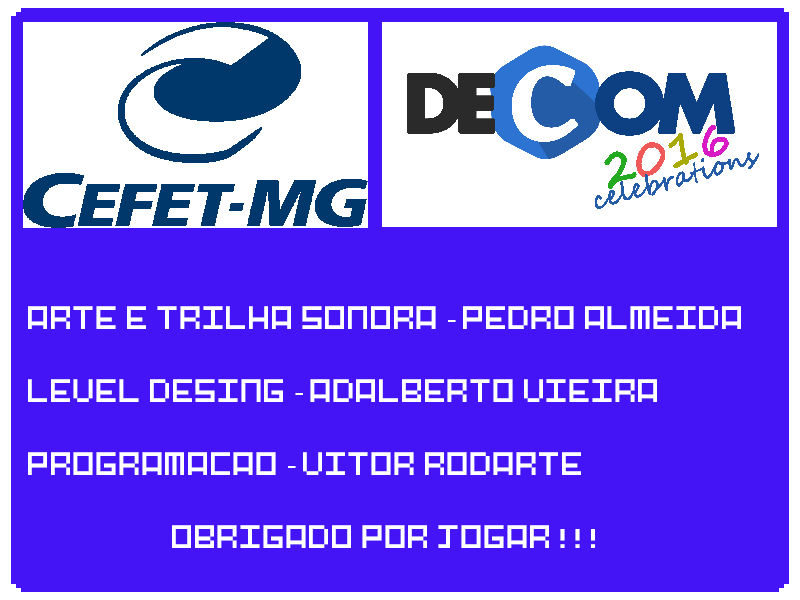 CEFET-MG
DECOM
2016
celebrations
ARTE E TRILHA SONORA - PEDRO ALMEIDA
LEVEL DESING - ADALBERTO VIEIRA
PROGRAMACAO - VITOR RODARTE
OBRIGADO POR JOGAR!!!